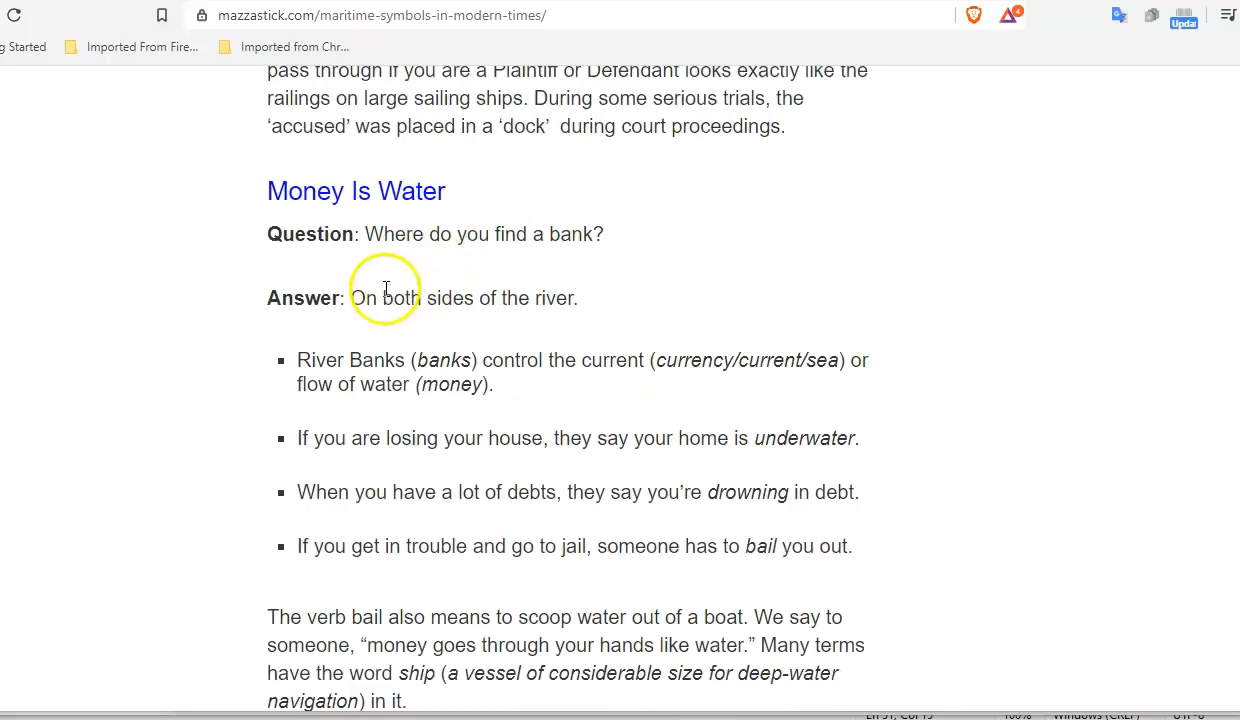 mazzastick.com/maritime-symbols-in-modern-times/
4
Upda
g Started
Imported From Fire...
Imported from Chr...
pass through if you are a Plaintiff or Defendant looks exactly like the
railings on large sailing ships. During some serious trials, the
‘accused’ was placed in a ‘dock’ during court proceedings.
Money Is Water
Question: Where do you find a bank?
Answer: On both sides of the river.
▪ River Banks (banks) control the current (currency/current/sea) or
flow of water (money).
▪ If you are losing your house, they say your home is underwater.
▪ When you have a lot of debts, they say you’re drowning in debt.
▪ If you get in trouble and go to jail, someone has to bail you out.
The verb bail also means to scoop water out of a boat. We say to
someone, “money goes through your hands like water.” Many terms
have the word ship (a vessel of considerable size for deep-water
navigation) in it.